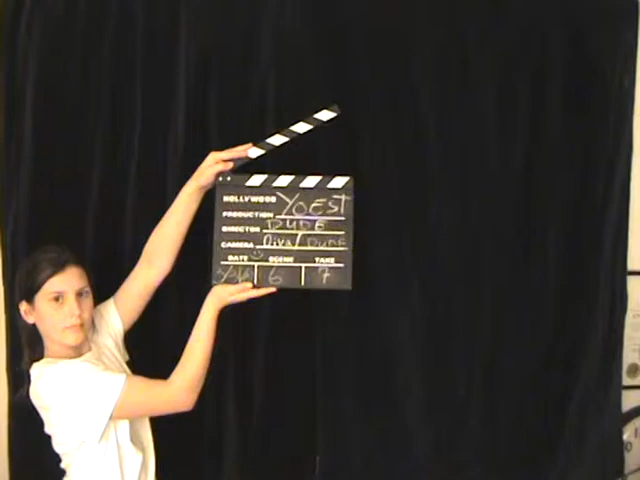 HOLLYWOOD YOEST
PRODUCTION
DIRECTOR DUDE
CAMERA Diva/DUDE
DATE SCENE TAKE
6 7